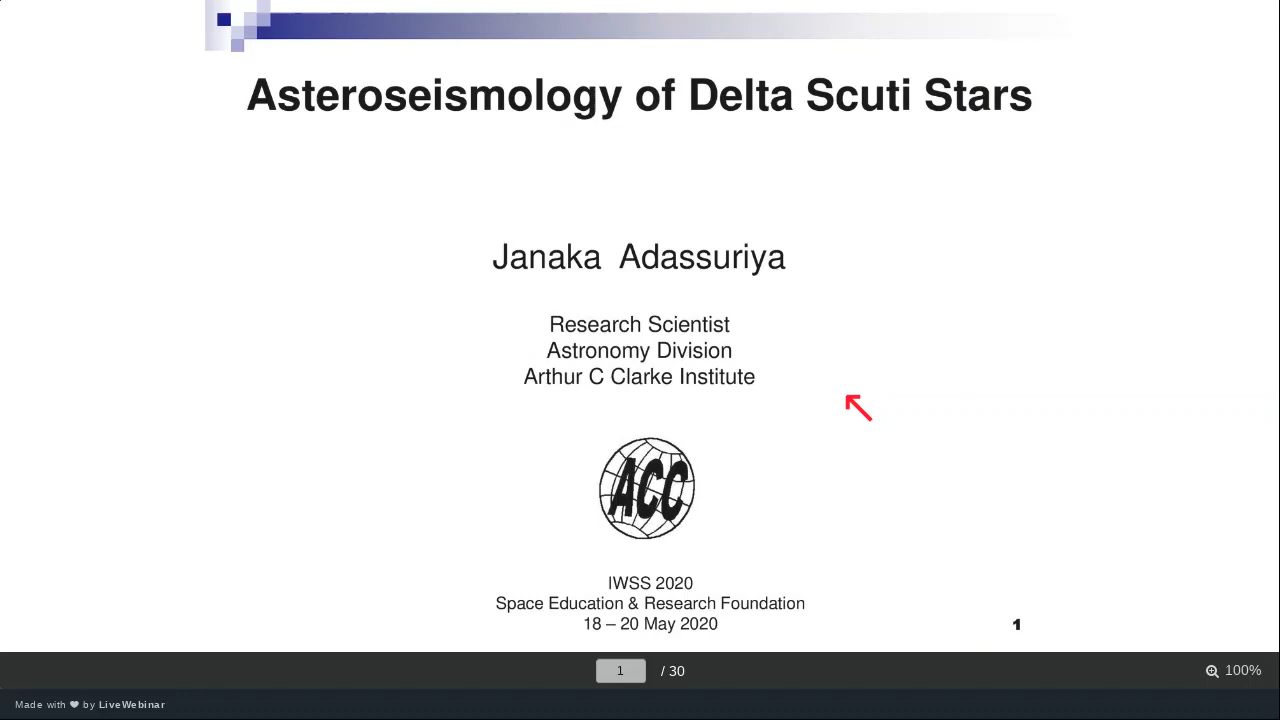 Asteroseismology of Delta Scuti Stars
Janaka Adassuriya
Research Scientist
Astronomy Division
Arthur C Clarke Institute
ACC
IWSS 2020
Space Education & Research Foundation
18 – 20 May 2020
1
1 / 30
100%
Made with ❤ by LiveWebinar